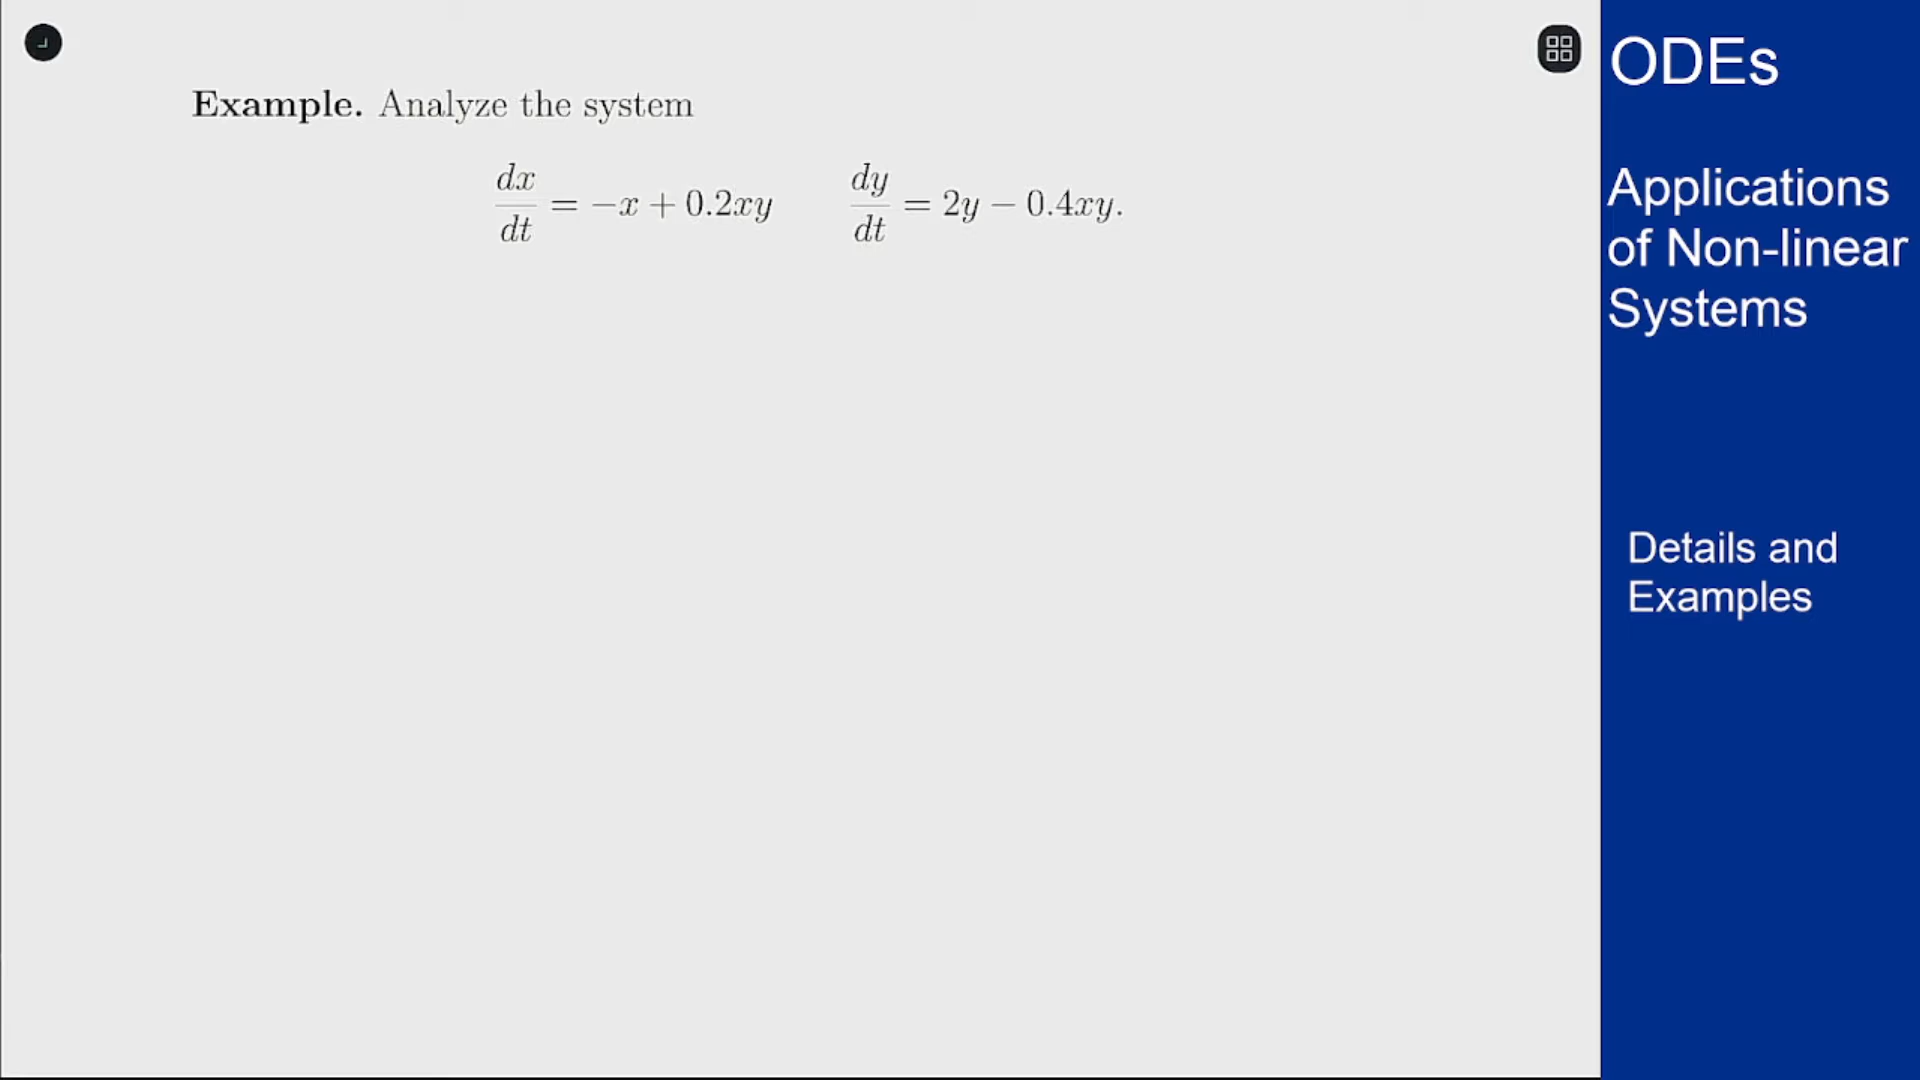 Example. Analyze the system
dx/dt = −x + 0.2xy   dy/dt = 2y − 0.4xy.
ODEs
Applications
of Non-linear
Systems
Details and
Examples